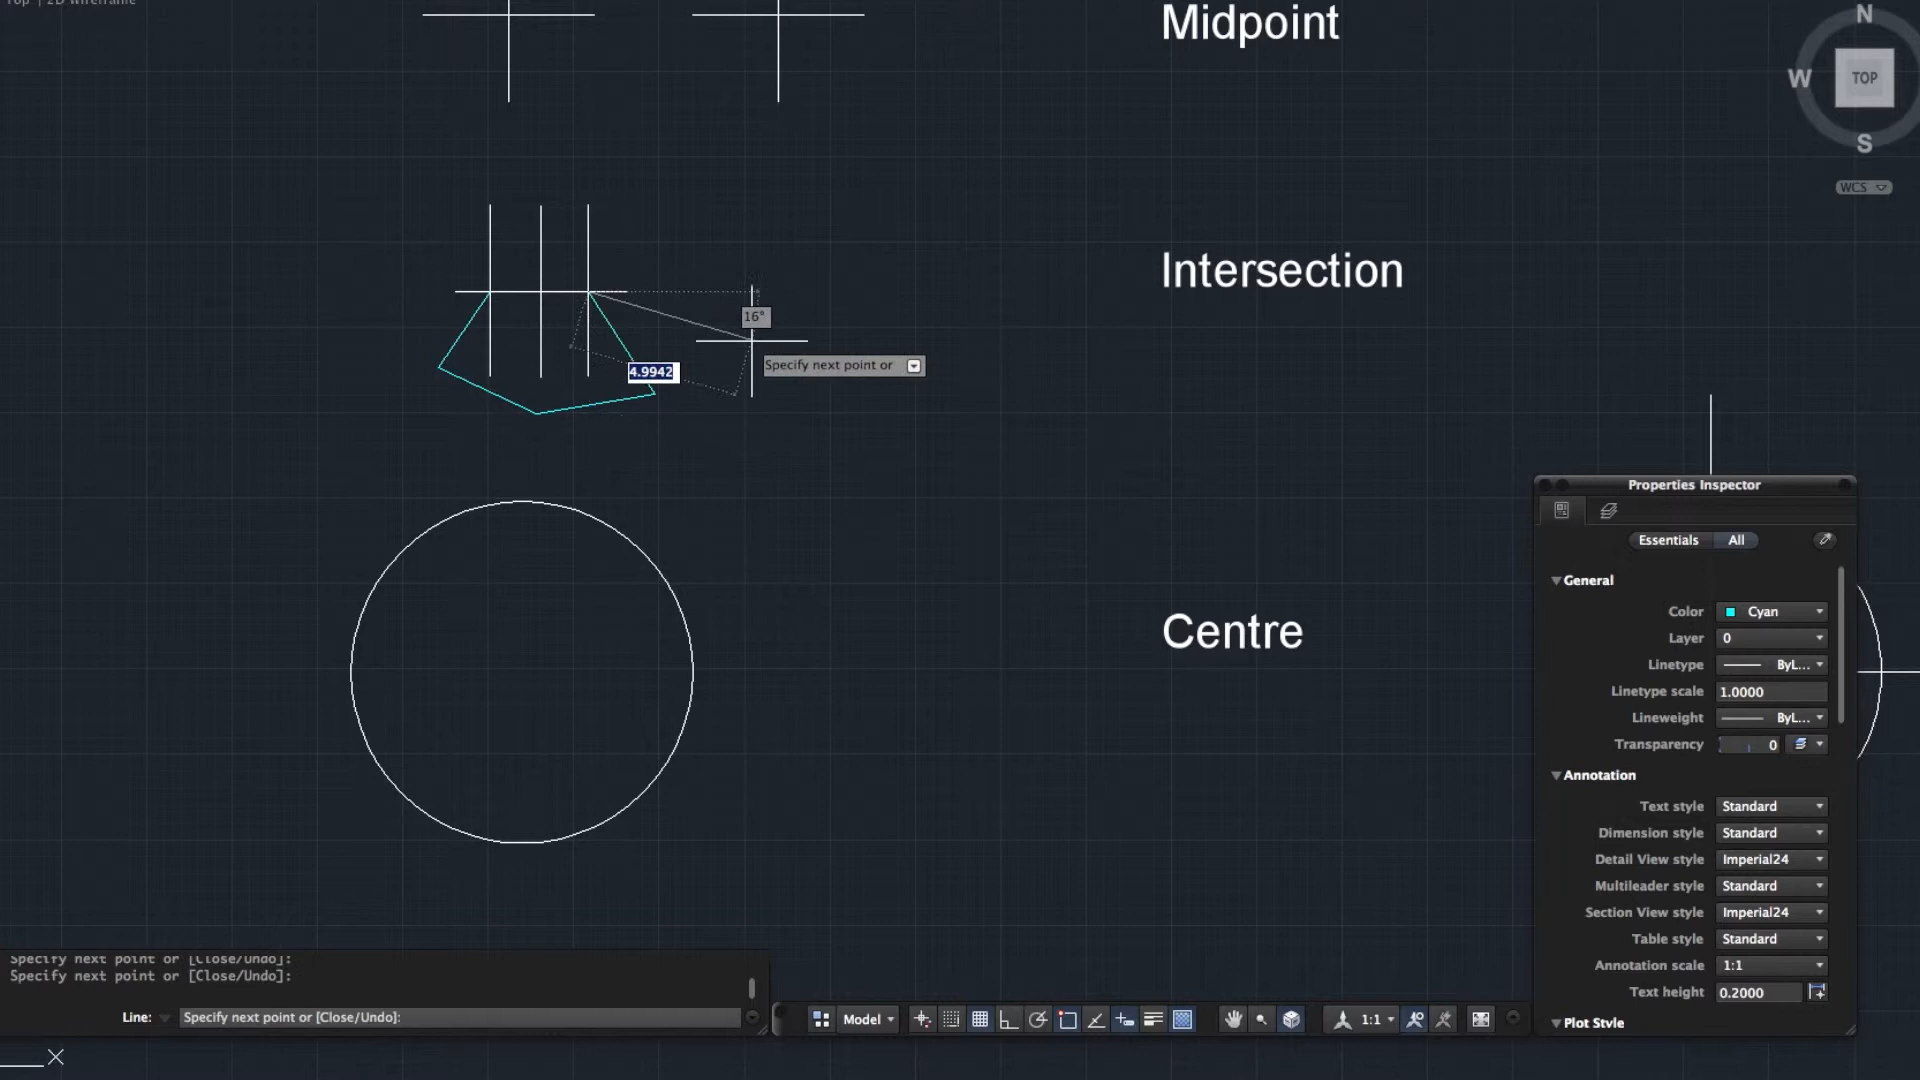 Top | 2D Wireframe
Midpoint
N
W
TOP
S
WCS
Intersection
16°
Specify next point or
4.9942
Centre
Properties Inspector
Essentials
All
General
Color
Cyan
Layer
0
Linetype
ByL...
Linetype scale
1.0000
Lineweight
ByL...
Transparency
0
Annotation
Text style
Standard
Dimension style
Standard
Detail View style
Imperial24
Multileader style
Standard
Section View style
Imperial24
Table style
Standard
Annotation scale
1:1
Text height
0.2000
Plot Style
Specify next point or [Close/Undo]:
Specify next point or [Close/Undo]:
Line:
Specify next point or [Close/Undo]:
Model
1:1